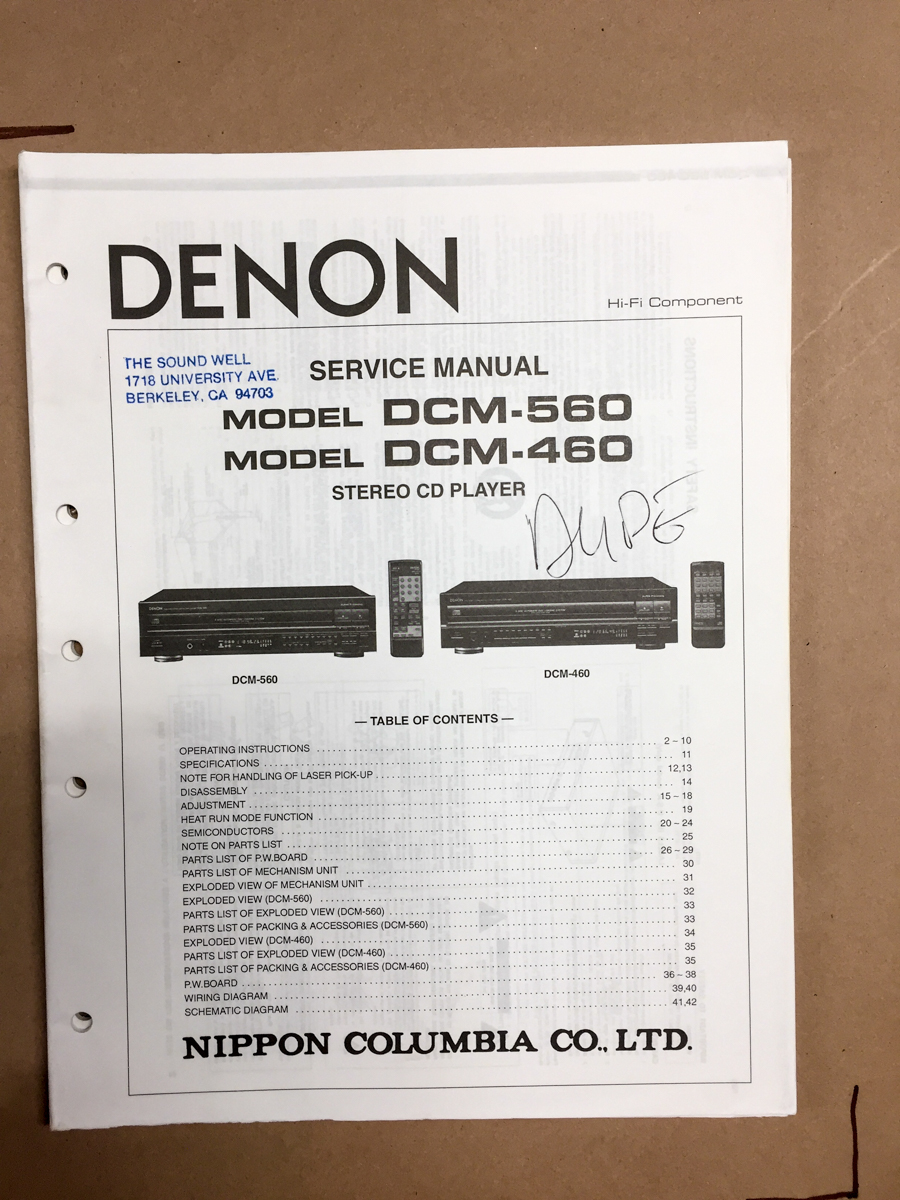 DENON
Hi-Fi Component
THE SOUND WELL
1718 UNIVERSITY AVE.
BERKELEY, CA 94703
SERVICE MANUAL
MODEL DCM-560
MODEL DCM-460
STEREO CD PLAYER
DUPE
DENON
DENON
DCM-560
DCM-460
— TABLE OF CONTENTS —
OPERATING INSTRUCTIONS 2 – 10
SPECIFICATIONS 11
NOTE FOR HANDLING OF LASER PICK-UP 12,13
DISASSEMBLY 14
ADJUSTMENT 15 – 18
HEAT RUN MODE FUNCTION 19
SEMICONDUCTORS 20 – 24
NOTE ON PARTS LIST 25
PARTS LIST OF P.W.BOARD 26 – 29
PARTS LIST OF MECHANISM UNIT 30
EXPLODED VIEW OF MECHANISM UNIT 31
EXPLODED VIEW (DCM-560) 32
PARTS LIST OF EXPLODED VIEW (DCM-560) 33
PARTS LIST OF PACKING & ACCESSORIES (DCM-560) 33
EXPLODED VIEW (DCM-460) 34
PARTS LIST OF EXPLODED VIEW (DCM-460) 35
PARTS LIST OF PACKING & ACCESSORIES (DCM-460) 35
P.W.BOARD 36 – 38
WIRING DIAGRAM 39,40
SCHEMATIC DIAGRAM 41,42
NIPPON COLUMBIA CO., LTD.